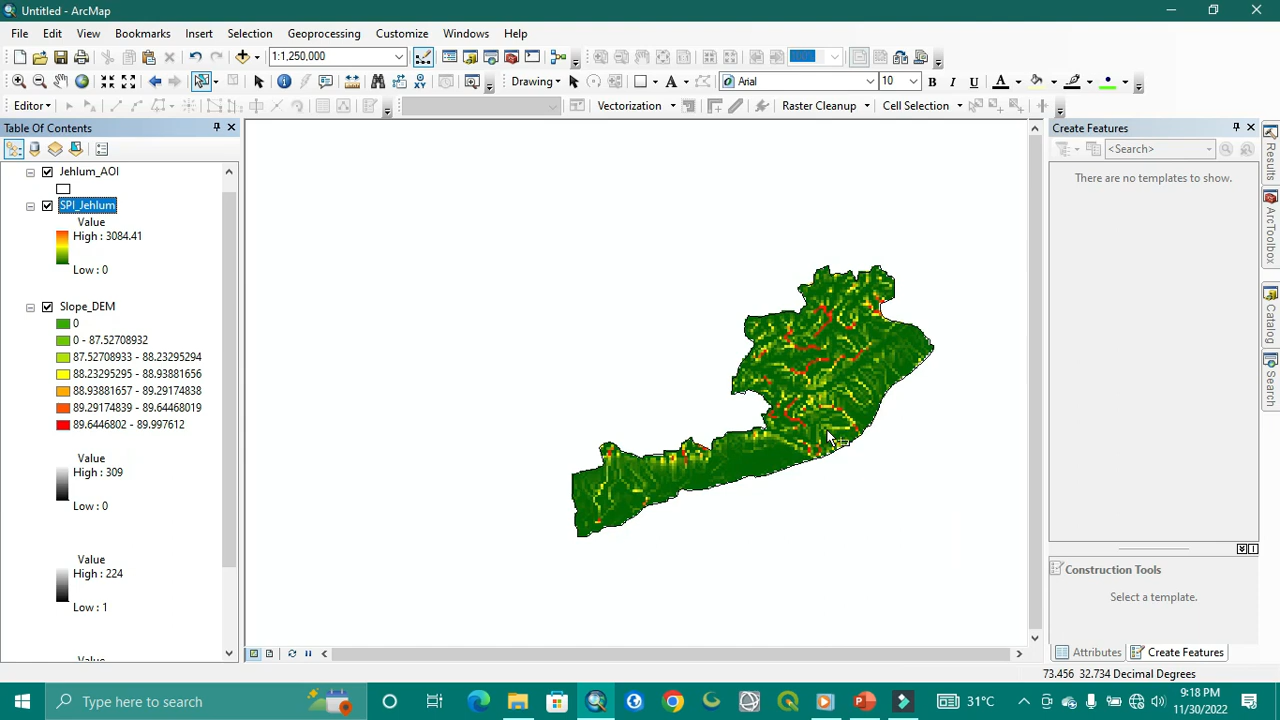 Untitled - ArcMap
File Edit View Bookmarks Insert Selection Geoprocessing Customize Windows Help
1:1,250,000
Drawing Arial 10 B I U A
Editor Vectorization Raster Cleanup Cell Selection
Table Of Contents
Jehlum_AOI
SPI_Jehlum
Value
High : 3084.41
Low : 0
Slope_DEM
0
0 - 87.52708932
87.52708933 - 88.23295294
88.23295295 - 88.93881656
88.93881657 - 89.29174838
89.29174839 - 89.64468019
89.6446802 - 89.997612
Value
High : 309
Low : 0
Value
High : 224
Low : 1
Create Features
<Search>
There are no templates to show.
Construction Tools
Select a template.
Attributes Create Features
Results
ArcToolbox
Catalog
Search
73.456 32.734 Decimal Degrees
Type here to search
31°C
9:18 PM
11/30/2022